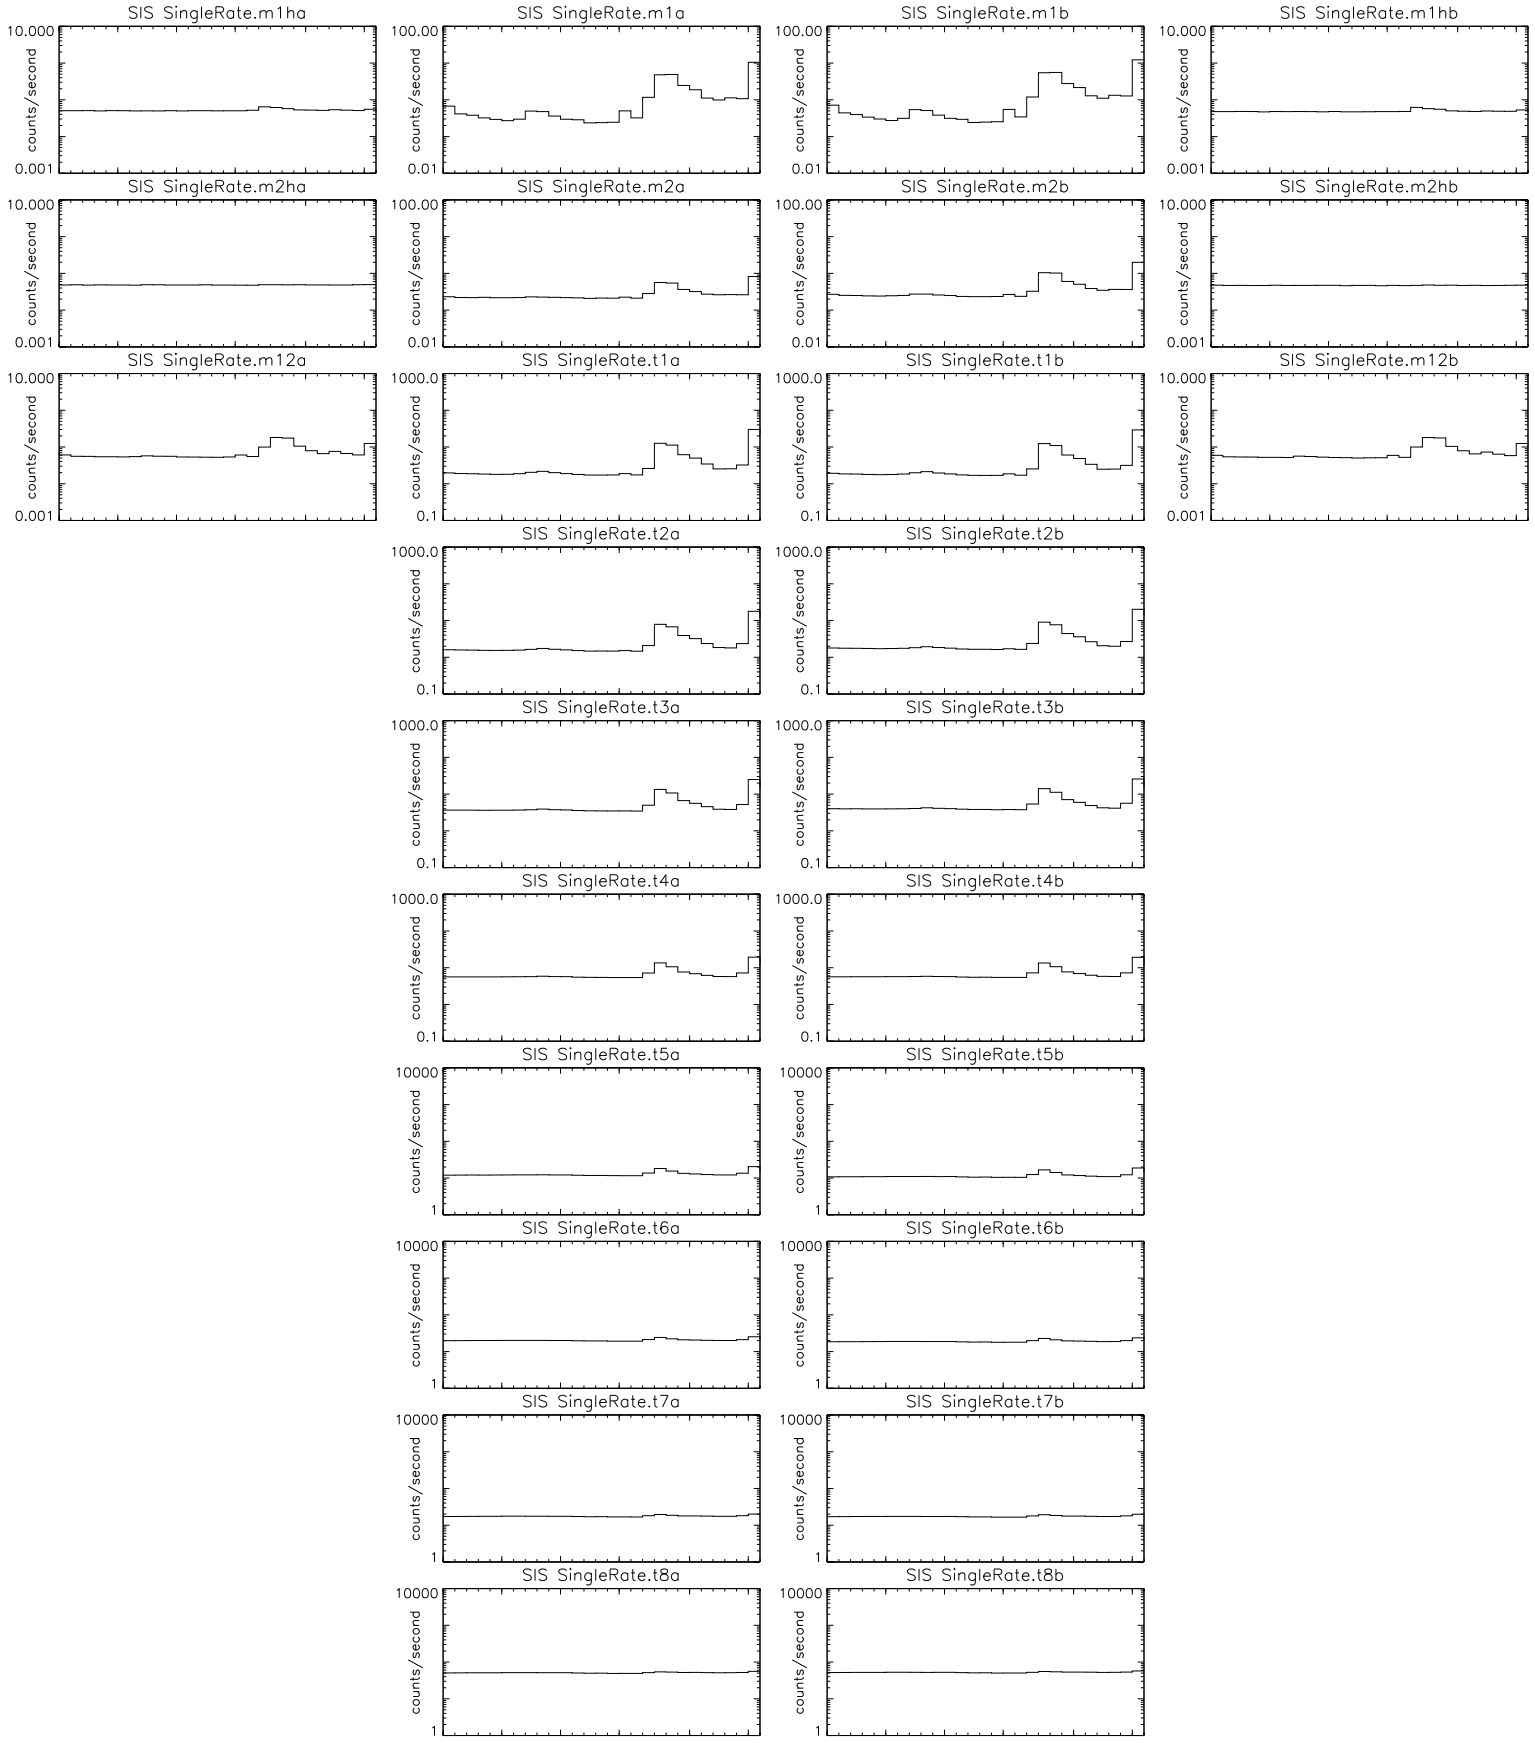 SIS SingleRate.m1ha
10.000
counts/second
0.001
SIS SingleRate.m1a
100.00
counts/second
0.01
SIS SingleRate.m1b
100.00
counts/second
0.01
SIS SingleRate.m1hb
10.000
counts/second
0.001
SIS SingleRate.m2ha
10.000
counts/second
0.001
SIS SingleRate.m2a
100.00
counts/second
0.01
SIS SingleRate.m2b
100.00
counts/second
0.01
SIS SingleRate.m2hb
10.000
counts/second
0.001
SIS SingleRate.m12a
10.000
counts/second
0.001
SIS SingleRate.t1a
1000.0
counts/second
0.1
SIS SingleRate.t1b
1000.0
counts/second
0.1
SIS SingleRate.m12b
10.000
counts/second
0.001
SIS SingleRate.t2a
1000.0
counts/second
0.1
SIS SingleRate.t2b
1000.0
counts/second
0.1
SIS SingleRate.t3a
1000.0
counts/second
0.1
SIS SingleRate.t3b
1000.0
counts/second
0.1
SIS SingleRate.t4a
1000.0
counts/second
0.1
SIS SingleRate.t4b
1000.0
counts/second
0.1
SIS SingleRate.t5a
10000
counts/second
1
SIS SingleRate.t5b
10000
counts/second
1
SIS SingleRate.t6a
10000
counts/second
1
SIS SingleRate.t6b
10000
counts/second
1
SIS SingleRate.t7a
10000
counts/second
1
SIS SingleRate.t7b
10000
counts/second
1
SIS SingleRate.t8a
10000
counts/second
1
SIS SingleRate.t8b
10000
counts/second
1